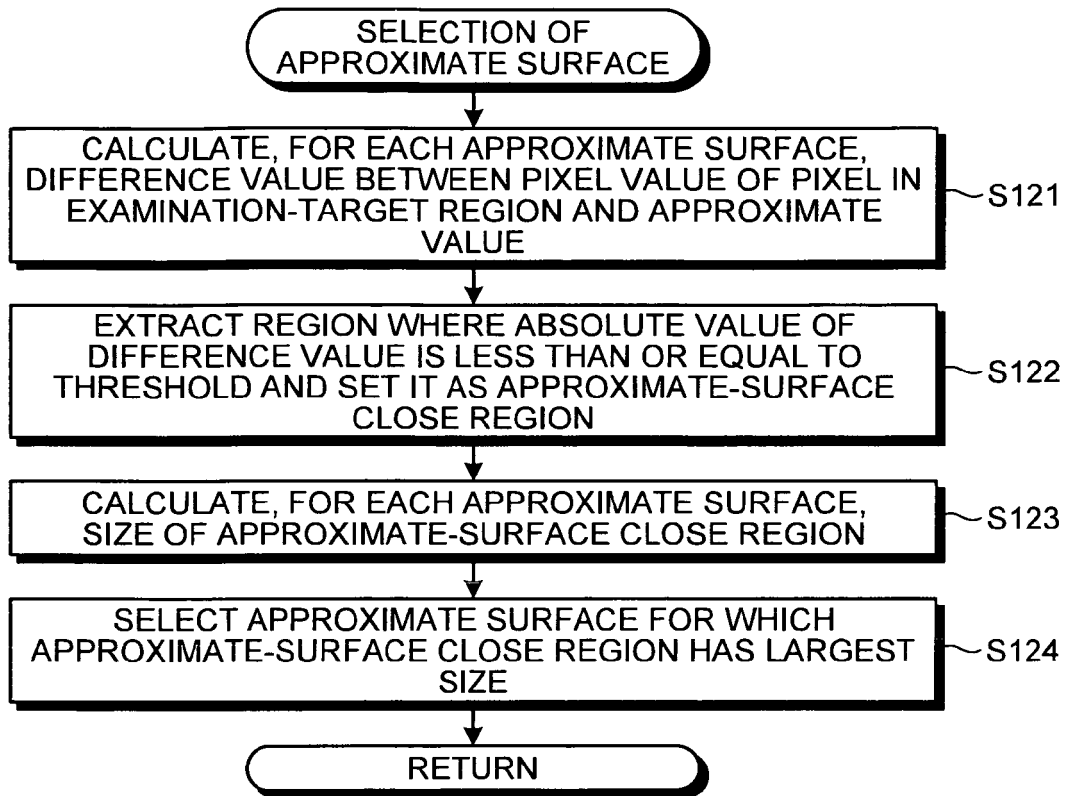 SELECTION OF
APPROXIMATE SURFACE
CALCULATE, FOR EACH APPROXIMATE SURFACE,
DIFFERENCE VALUE BETWEEN PIXEL VALUE OF PIXEL IN
EXAMINATION-TARGET REGION AND APPROXIMATE
VALUE
S121
EXTRACT REGION WHERE ABSOLUTE VALUE OF
DIFFERENCE VALUE IS LESS THAN OR EQUAL TO
THRESHOLD AND SET IT AS APPROXIMATE-SURFACE
CLOSE REGION
S122
CALCULATE, FOR EACH APPROXIMATE SURFACE,
SIZE OF APPROXIMATE-SURFACE CLOSE REGION
S123
SELECT APPROXIMATE SURFACE FOR WHICH
APPROXIMATE-SURFACE CLOSE REGION HAS LARGEST
SIZE
S124
RETURN